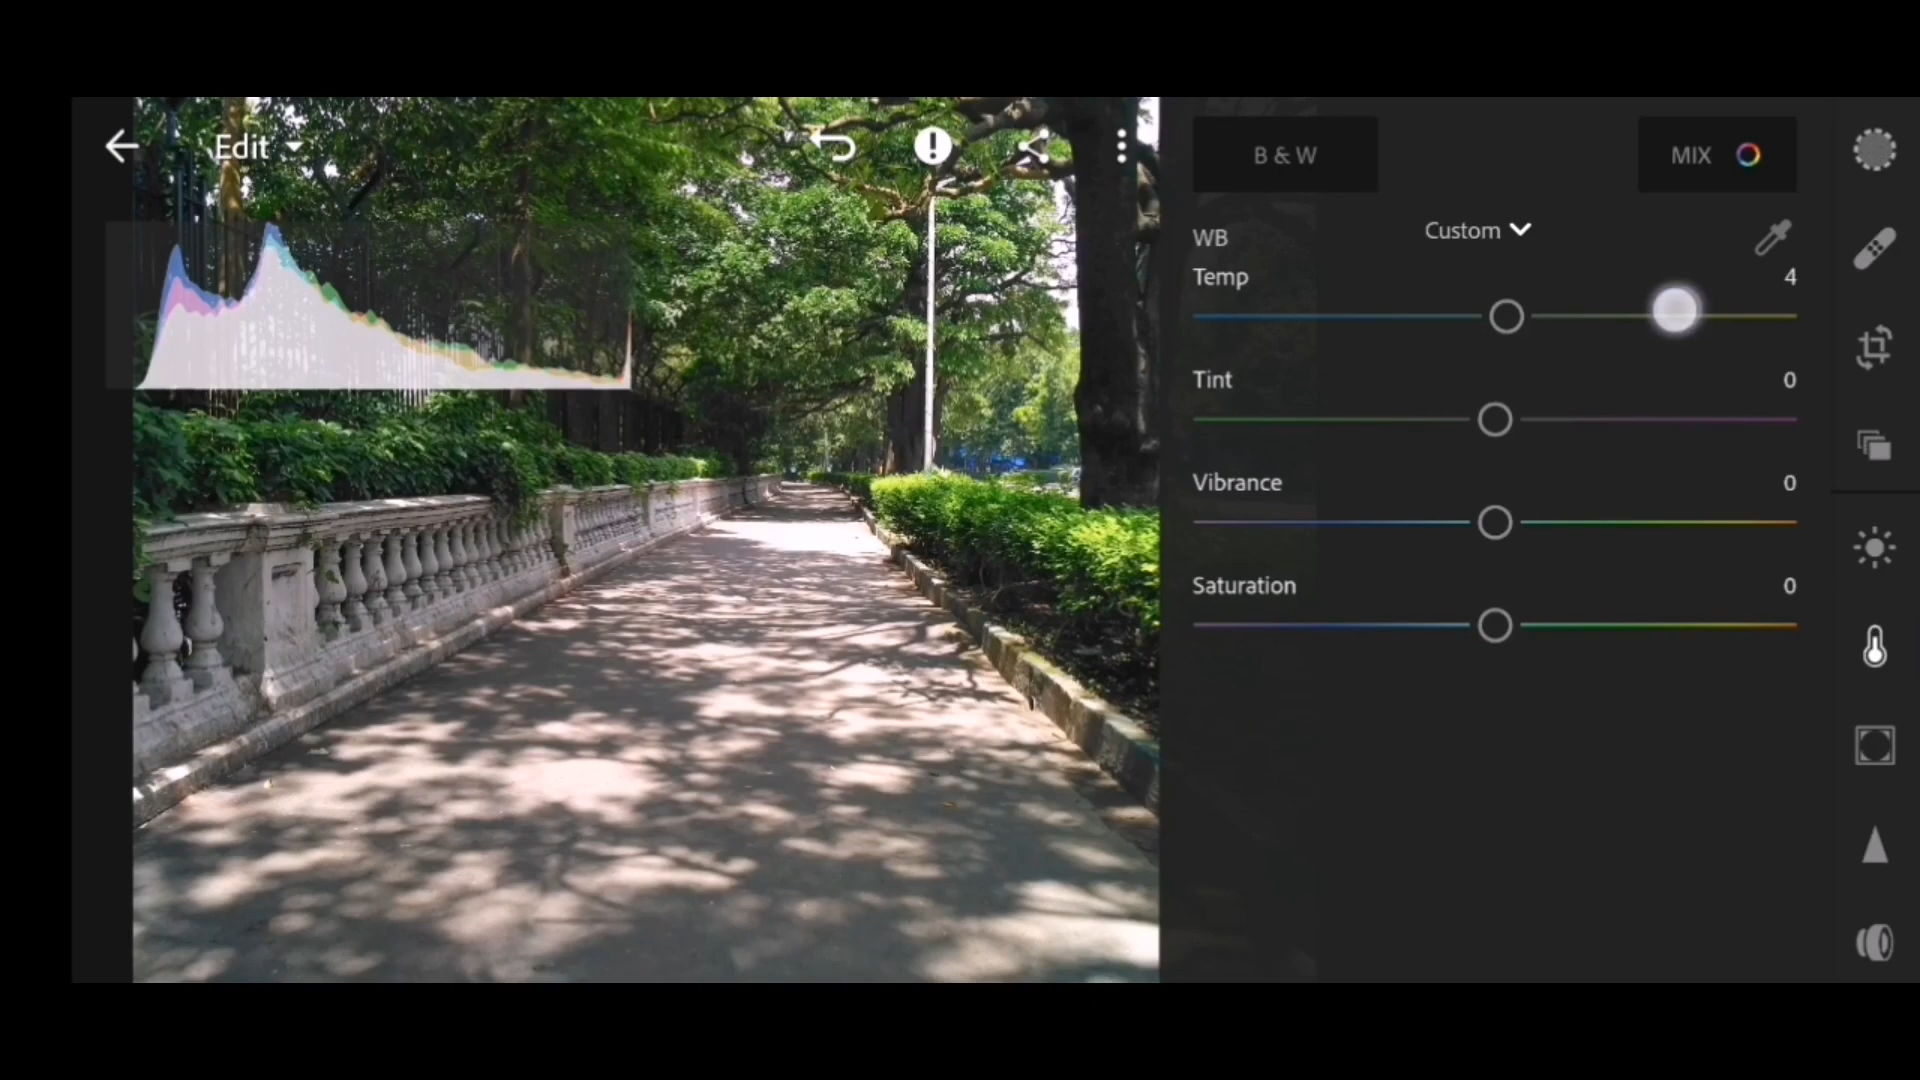 Edit
B & W
MIX
WB
Custom
Temp
4
Tint
0
Vibrance
0
Saturation
0